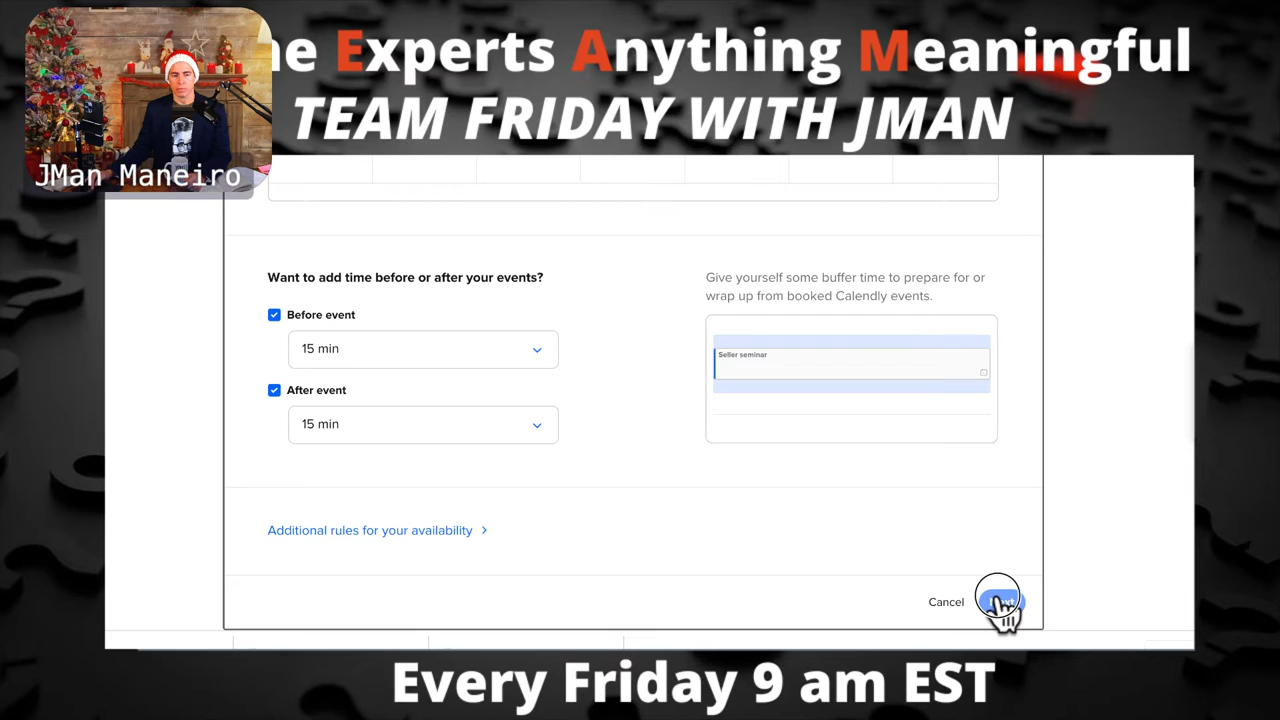 he Experts Anything Meaningful
TEAM FRIDAY WITH JMAN
JMan Maneiro
Want to add time before or after your events?
Before event
15 min
After event
15 min
Give yourself some buffer time to prepare for or
wrap up from booked Calendly events.
Seller seminar
Additional rules for your availability
Cancel
Every Friday 9 am EST